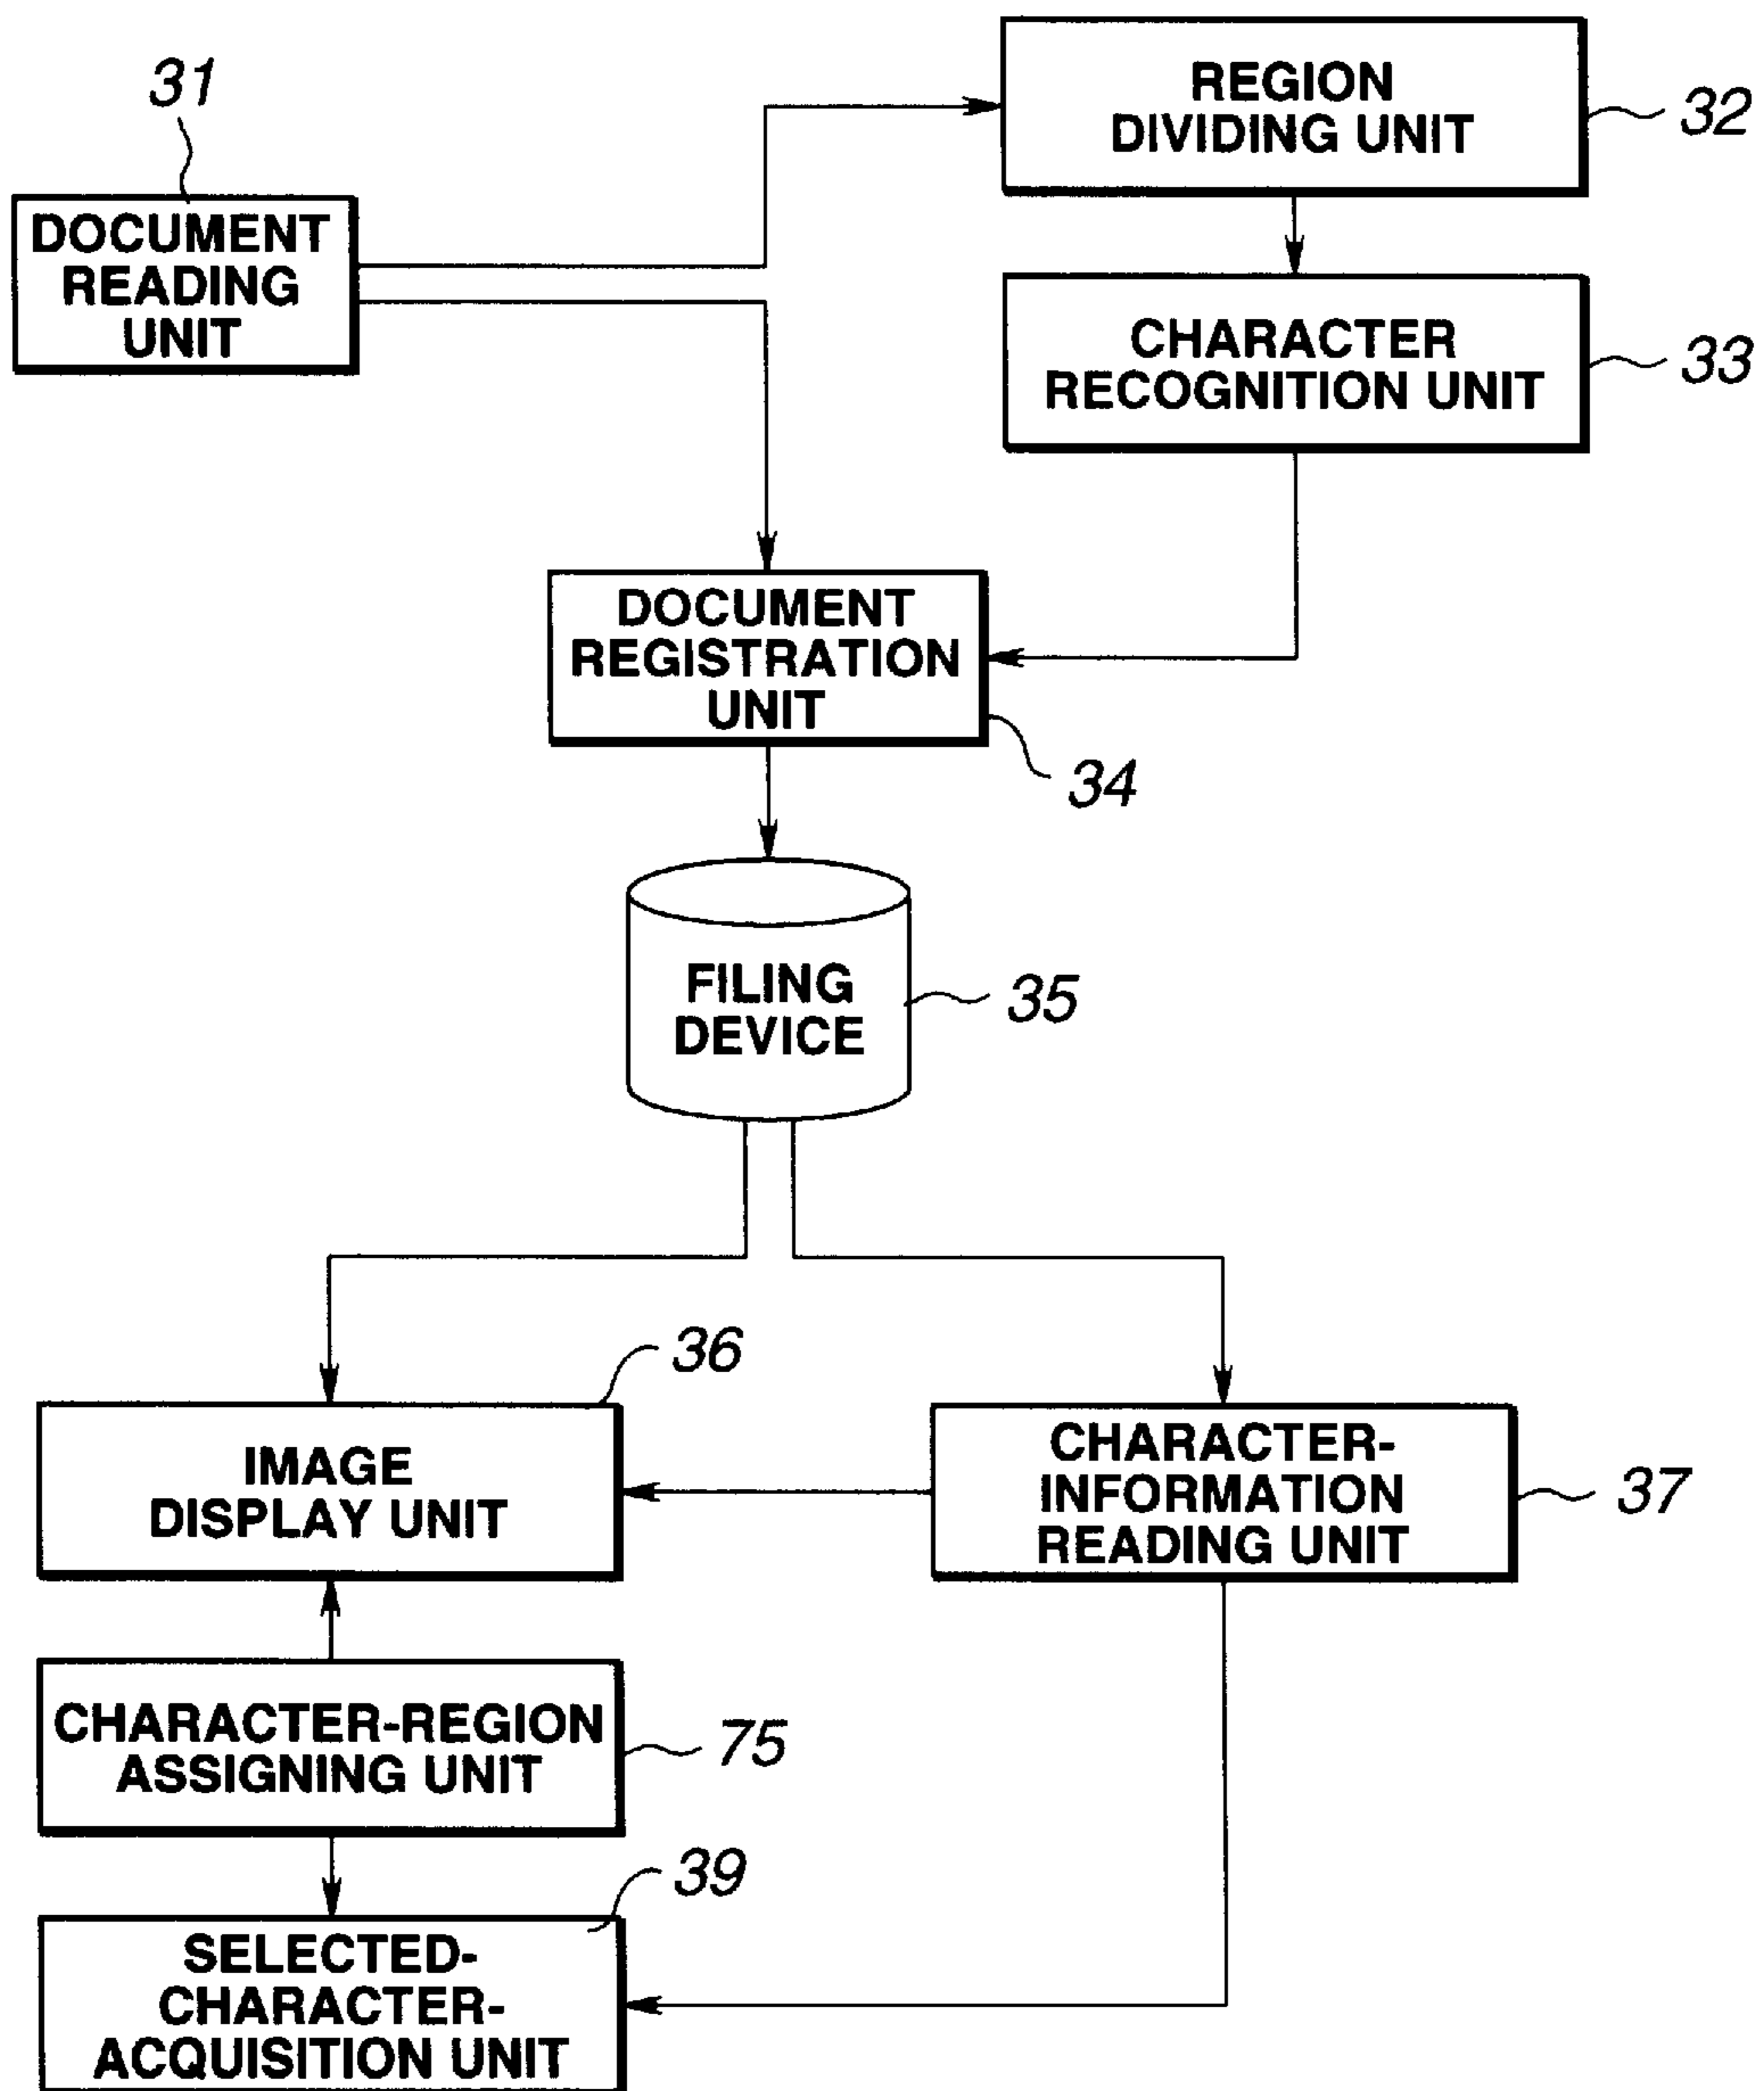 31
REGION
DIVIDING UNIT
32
DOCUMENT
READING
UNIT
CHARACTER
RECOGNITION UNIT
33
DOCUMENT
REGISTRATION
UNIT
34
FILING
DEVICE
35
36
IMAGE
DISPLAY UNIT
CHARACTER-
INFORMATION
READING UNIT
37
CHARACTER-REGION
ASSIGNING UNIT
75
39
SELECTED-
CHARACTER-
ACQUISITION UNIT